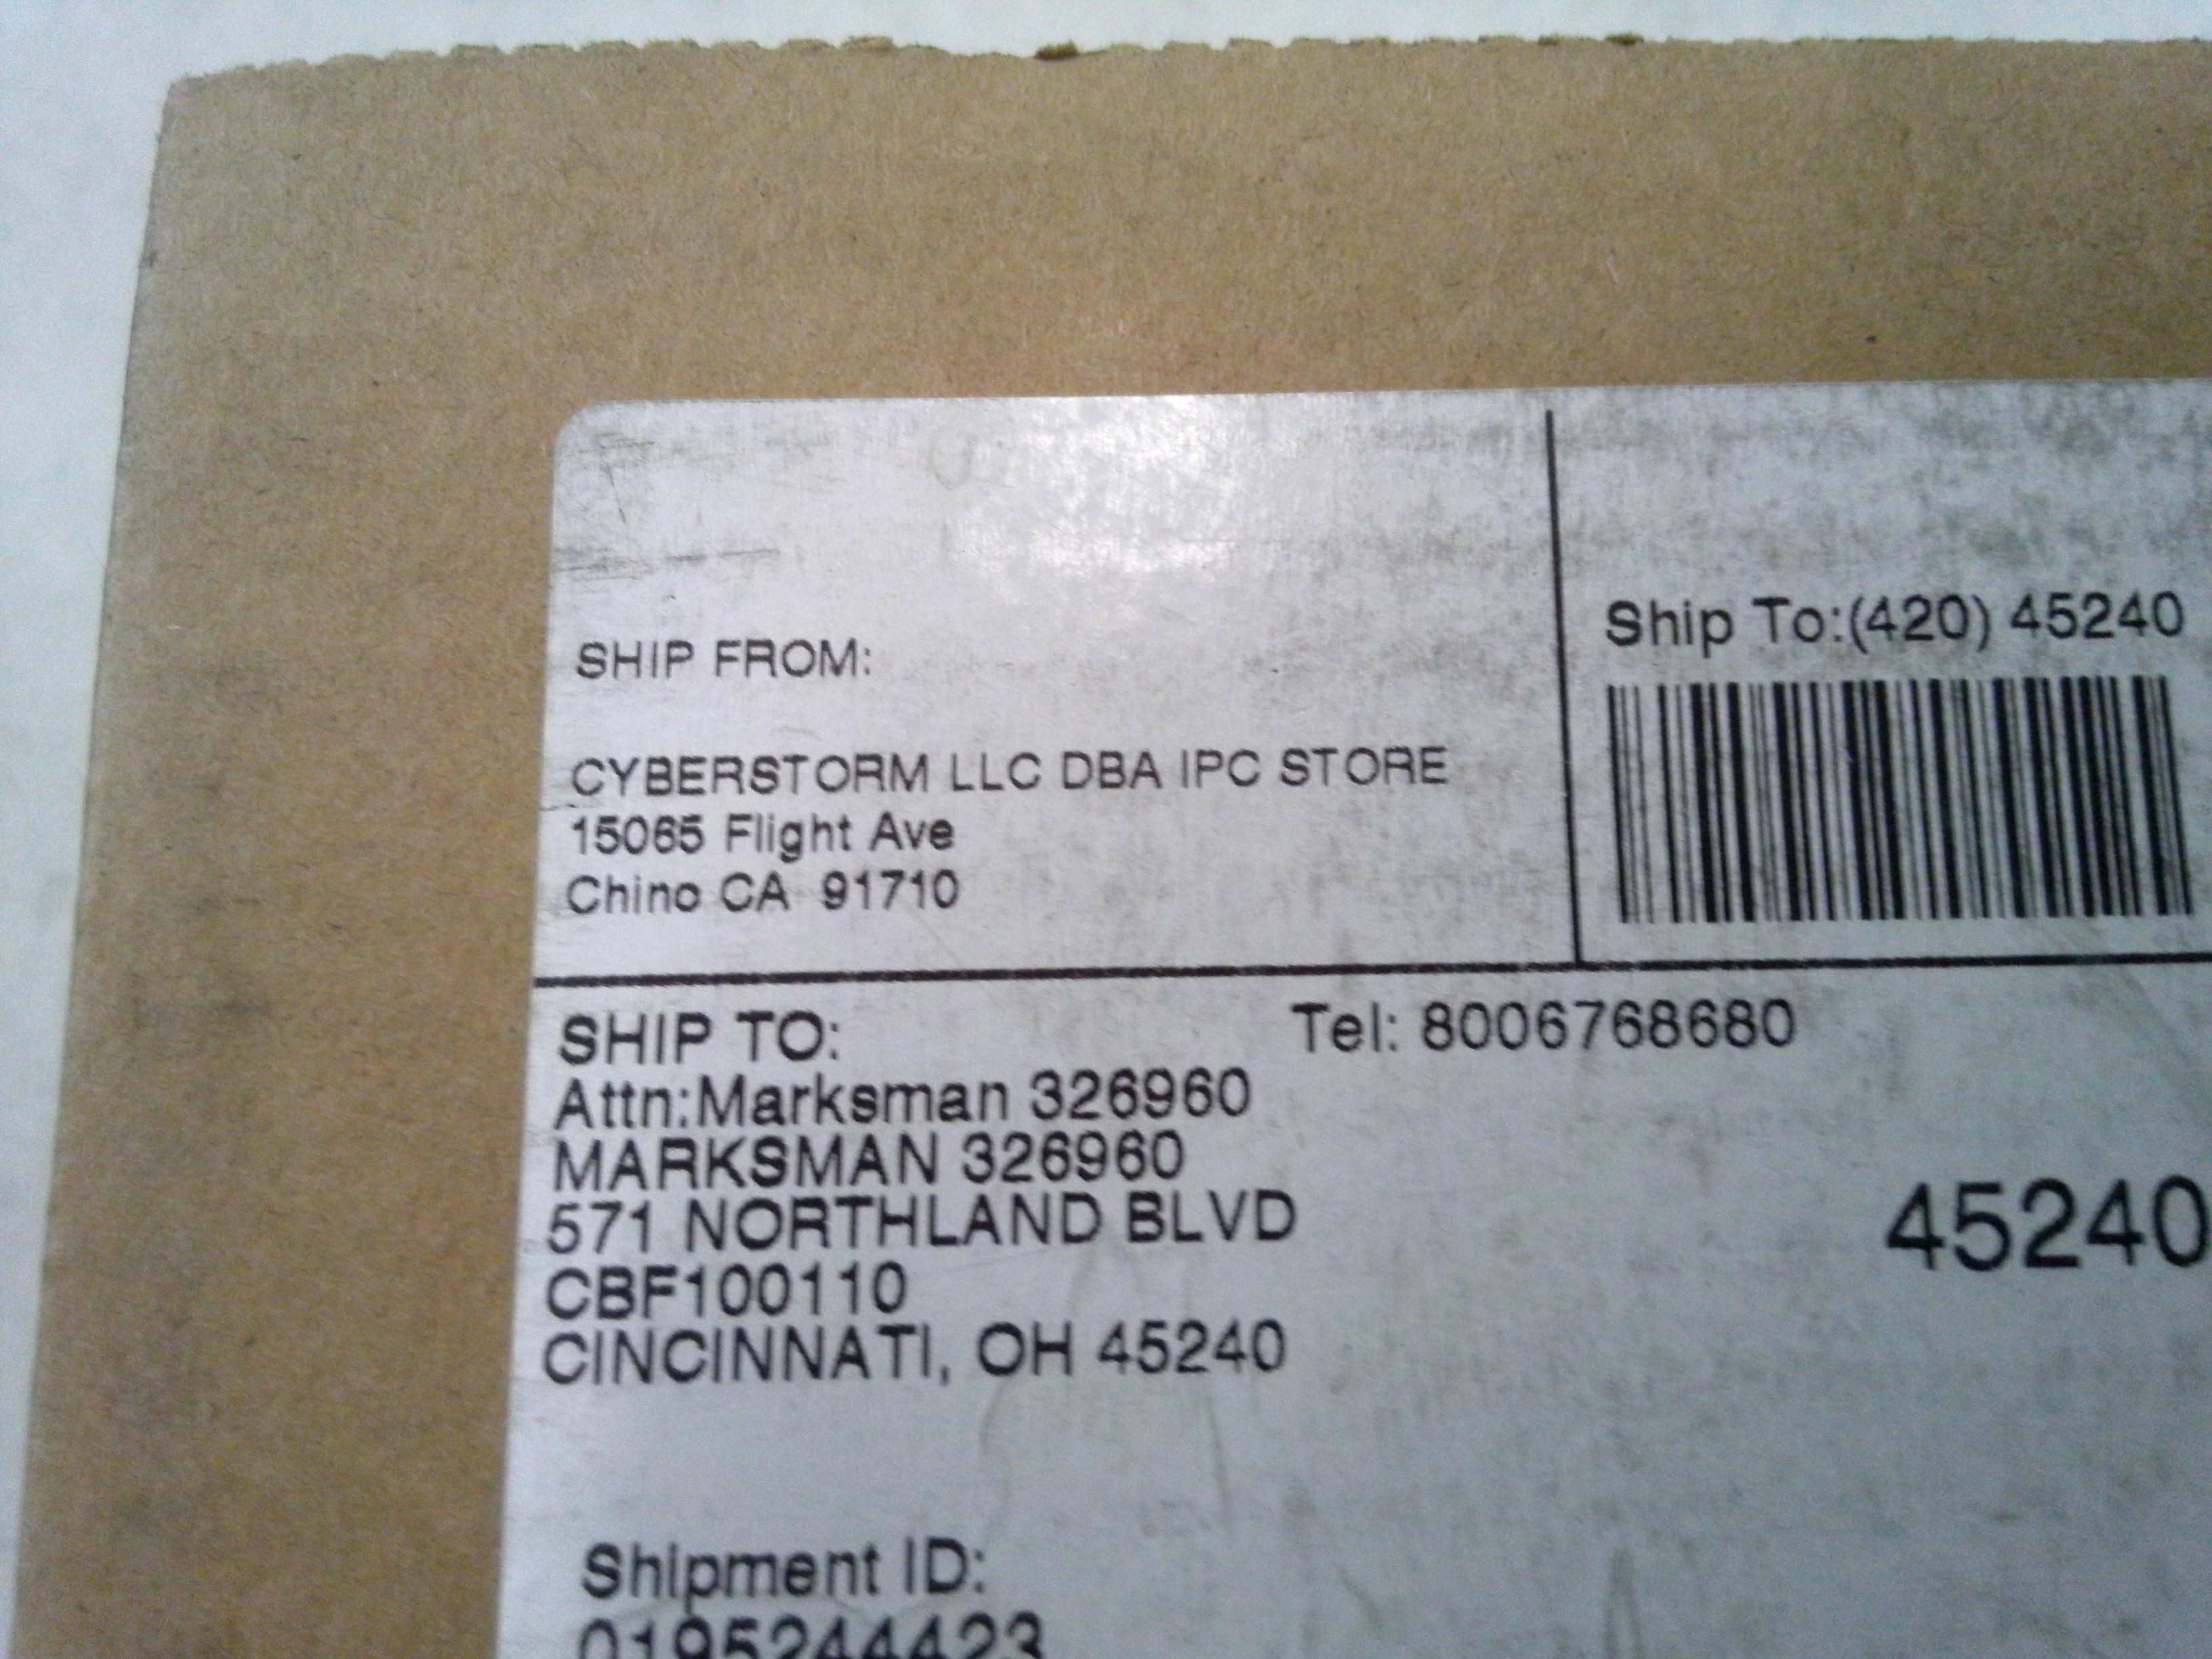 SHIP FROM:
CYBERSTORM LLC DBA IPC STORE
15065 Flight Ave
Chino CA 91710
Ship To:(420) 45240
SHIP TO:
Tel: 8006768680
Attn:Marksman 326960
MARKSMAN 326960
571 NORTHLAND BLVD
CBF100110
CINCINNATI, OH 45240
45240
Shipment ID:
0195244423